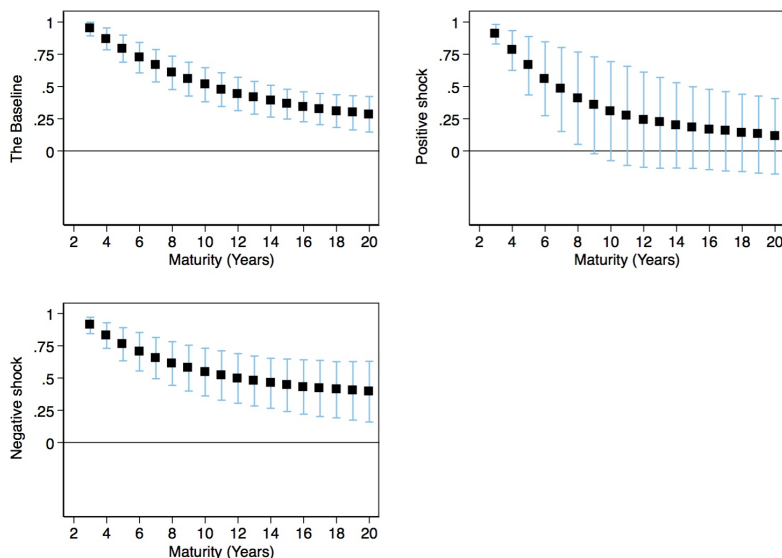 The Baseline
1
.75
.5
.25
0
2 4 6 8 10 12 14 16 18 20
Maturity (Years)
Positive shock
1
.75
.5
.25
0
2 4 6 8 10 12 14 16 18 20
Maturity (Years)
Negative shock
1
.75
.5
.25
0
2 4 6 8 10 12 14 16 18 20
Maturity (Years)